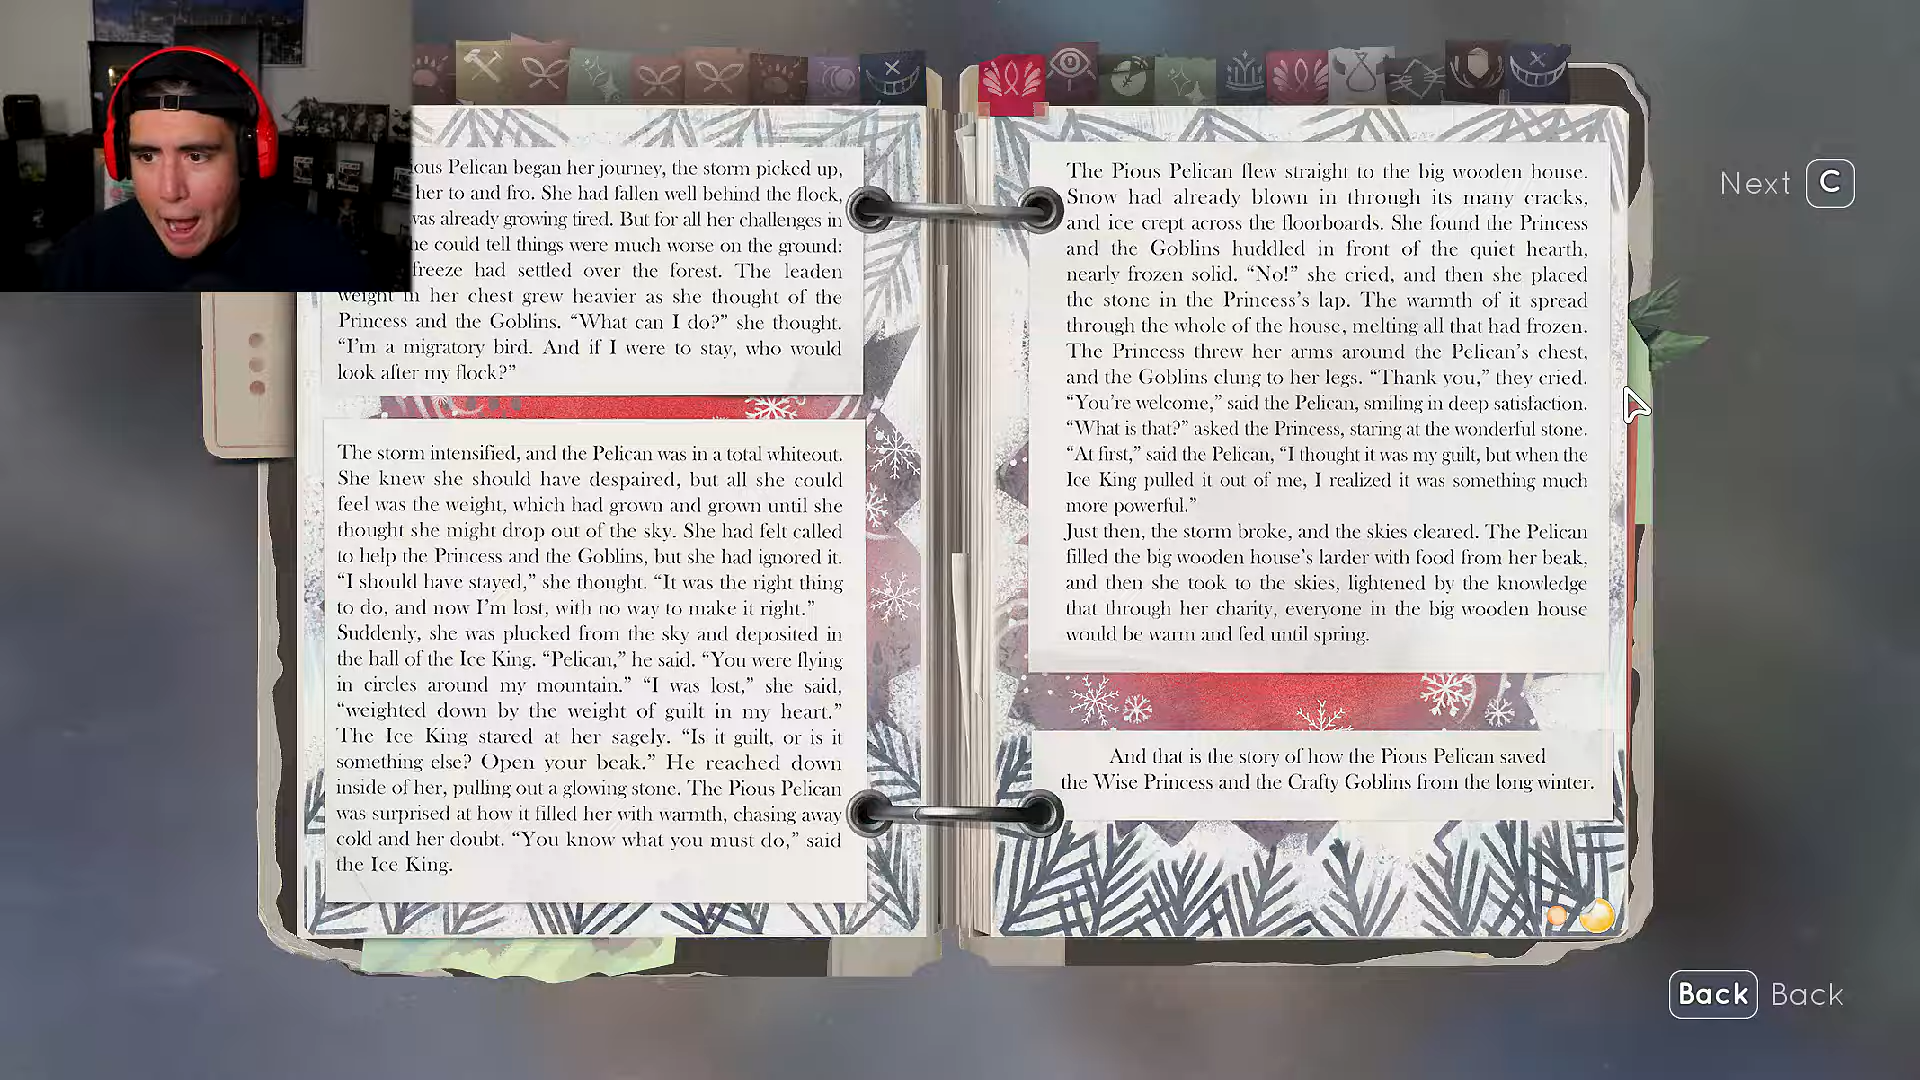 ious Pelican began her journey, the storm picked up,
her to and fro. She had fallen well behind the flock,
was already growing tired. But for all her challenges in
he could tell things were much worse on the ground:
freeze had settled over the forest. The leaden
weight in her chest grew heavier as she thought of the
Princess and the Goblins. “What can I do?” she thought.
“I’m a migratory bird. And if I were to stay, who would
look after my flock?”
The storm intensified, and the Pelican was in a total whiteout.
She knew she should have despaired, but all she could
feel was the weight, which had grown and grown until she
thought she might drop out of the sky. She had felt called
to help the Princess and the Goblins, but she had ignored it.
“I should have stayed,” she thought. “It was the right thing
to do, and now I’m lost, with no way to make it right.”
Suddenly, she was plucked from the sky and deposited in
the hall of the Ice King. “Pelican,” he said. “You were flying
in circles around my mountain.” “I was lost,” she said,
“weighted down by the weight of guilt in my heart.”
The Ice King stared at her sagely. “Is it guilt, or is it
something else? Open your beak.” He reached down
inside of her, pulling out a glowing stone. The Pious Pelican
was surprised at how it filled her with warmth, chasing away
cold and her doubt. “You know what you must do,” said
the Ice King.
The Pious Pelican flew straight to the big wooden house.
Snow had already blown in through its many cracks,
and ice crept across the floorboards. She found the Princess
and the Goblins huddled in front of the quiet hearth,
nearly frozen solid. “No!” she cried, and then she placed
the stone in the Princess’s lap. The warmth of it spread
through the whole of the house, melting all that had frozen.
The Princess threw her arms around the Pelican’s chest,
and the Goblins clung to her legs. “Thank you,” they cried.
“You’re welcome,” said the Pelican, smiling in deep satisfaction.
“What is that?” asked the Princess, staring at the wonderful stone.
“At first,” said the Pelican, “I thought it was my guilt, but when the
Ice King pulled it out of me, I realized it was something much
more powerful.”
Just then, the storm broke, and the skies cleared. The Pelican
filled the big wooden house’s larder with food from her beak,
and then she took to the skies, lightened by the knowledge
that through her charity, everyone in the big wooden house
would be warm and fed until spring.
And that is the story of how the Pious Pelican saved
the Wise Princess and the Crafty Goblins from the long winter.
Next C
Back Back